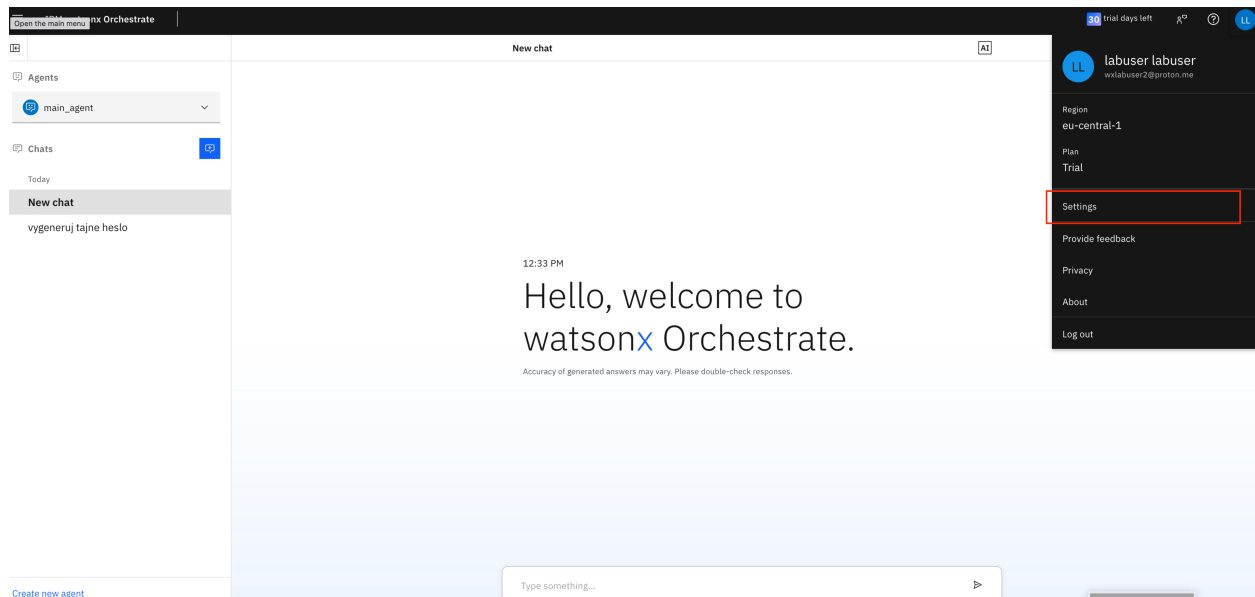 Open the main menu
nx Orchestrate
30 trial days left
LL
New chat
AI
Agents
main_agent
Chats
Today
New chat
vygeneruj tajne heslo
12:33 PM
Hello, welcome to
watsonx Orchestrate.
Accuracy of generated answers may vary. Please double-check responses.
Type something...
Create new agent
LL
labuser labuser
wxlabuser2@proton.me
Region
eu-central-1
Plan
Trial
Settings
Provide feedback
Privacy
About
Log out